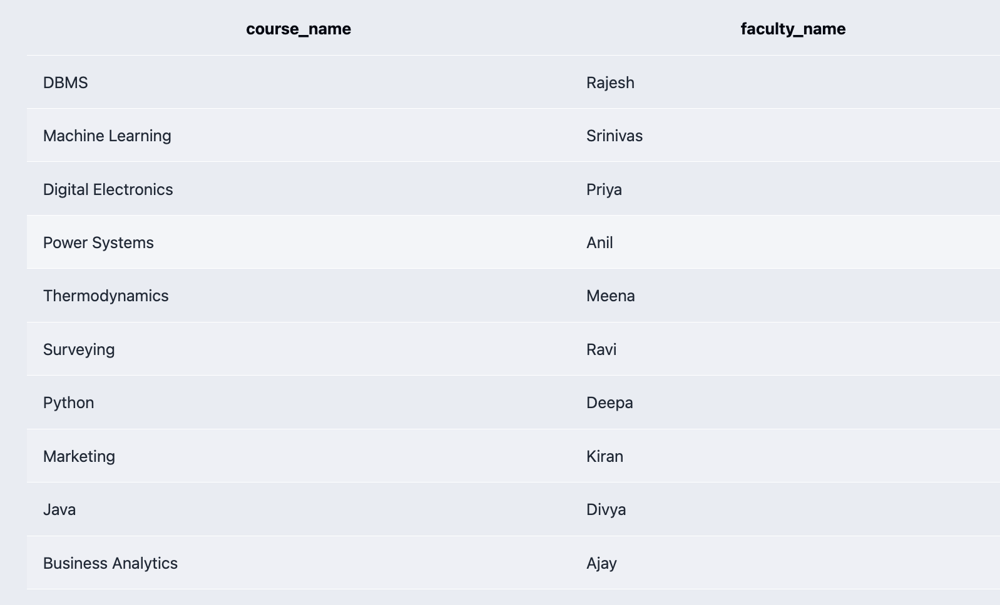 course_name faculty_name
DBMS Rajesh
Machine Learning Srinivas
Digital Electronics Priya
Power Systems Anil
Thermodynamics Meena
Surveying Ravi
Python Deepa
Marketing Kiran
Java Divya
Business Analytics Ajay